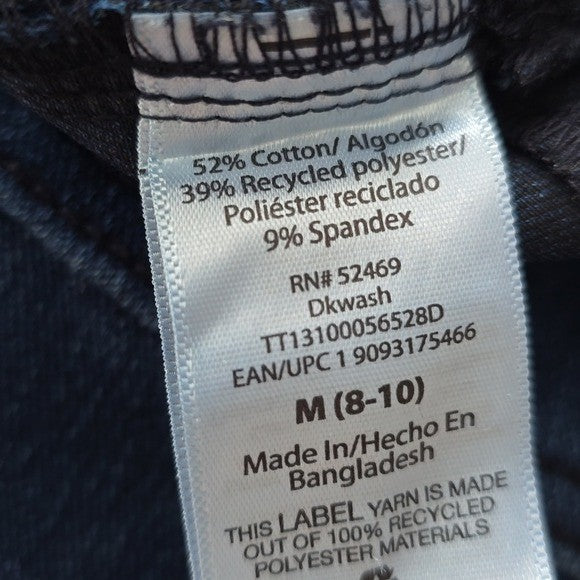 52% Cotton/ Algodón
39% Recycled polyester/
Poliéster reciclado
9% Spandex
RN# 52469
Dkwash
TT13100056528D
EAN/UPC 1 9093175466
M (8-10)
Made In/Hecho En
Bangladesh
THIS LABEL YARN IS MADE
OUT OF 100% RECYCLED
POLYESTER MATERIALS